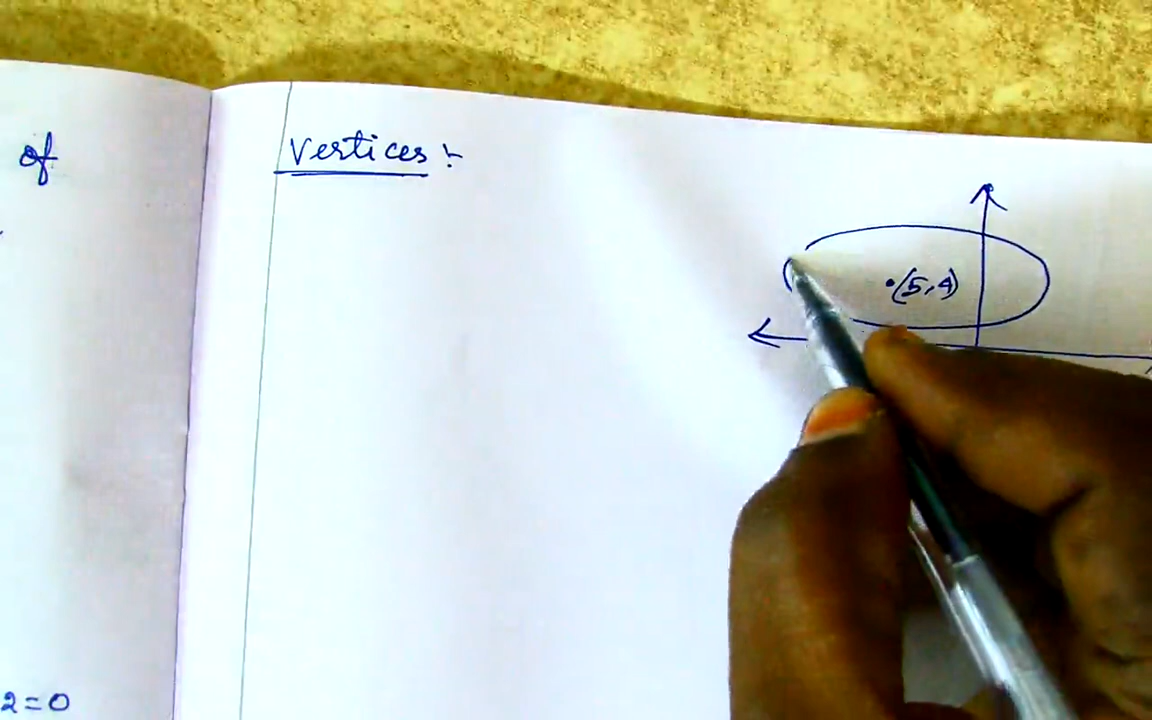 of
Vertices :-
(5,4)
2=0